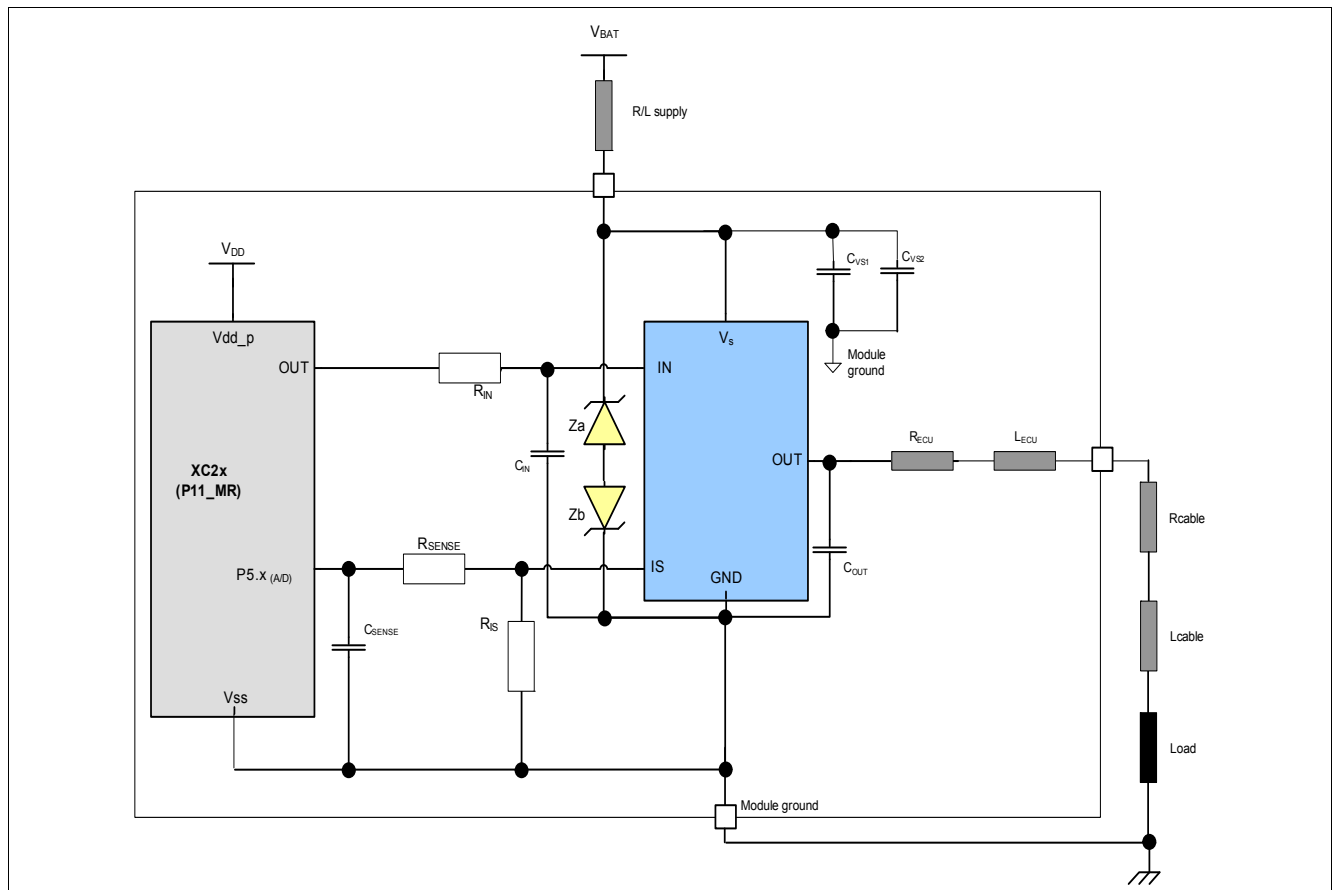 VBAT
R/L supply
VDD
CVS1
CVS2
Vdd_p
Vs
Module
ground
OUT
IN
RIN
Za
RECU
LECU
OUT
XC2x
(P11_MR)
CIN
Rcable
Zb
RSENSE
IS
P5.x (A/D)
COUT
GND
RIS
CSENSE
Lcable
Vss
Load
Module ground